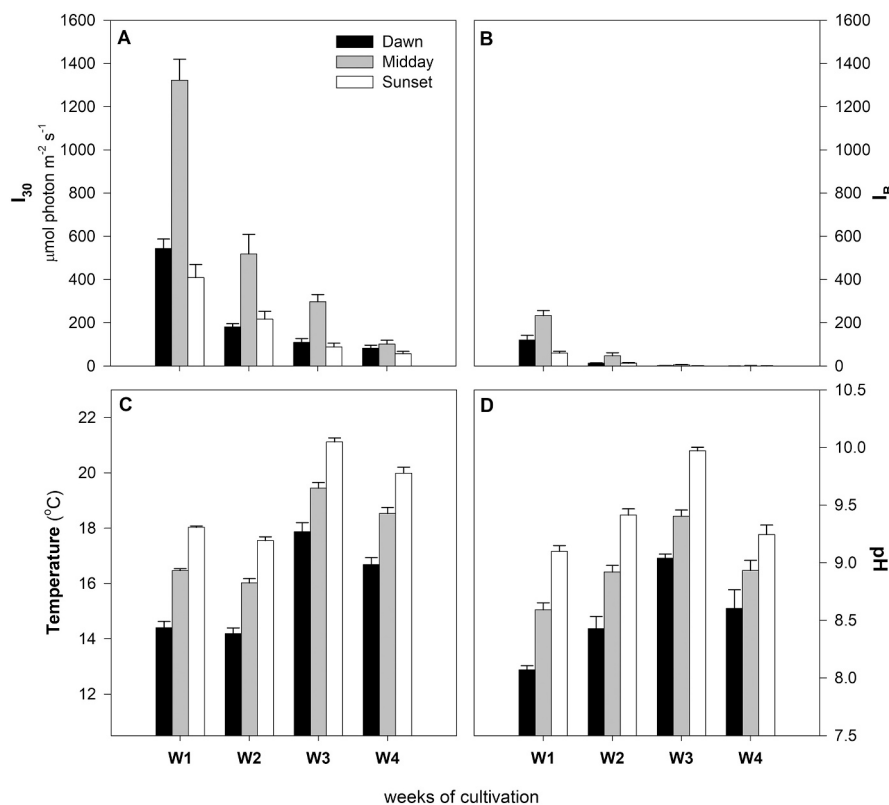 A
Dawn
Midday
Sunset
I30
μmol photon m-2 s-1
1600
1400
1200
1000
800
600
400
200
0
B
1600
1400
1200
1000
800
600
400
200
0
C
Temperature (oC)
22
20
18
16
14
12
W1 W2 W3 W4
D
10.5
10.0
9.5
9.0
8.5
8.0
7.5
pH
W1 W2 W3 W4
weeks of cultivation